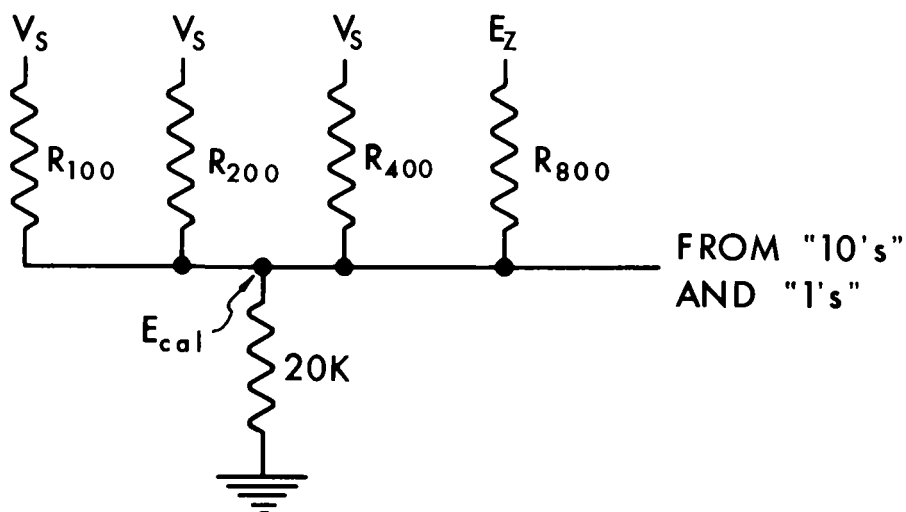 V_S V_S V_S E_Z
R_100 R_200 R_400 R_800
FROM "10's"
AND "1's"
E_cal
20K